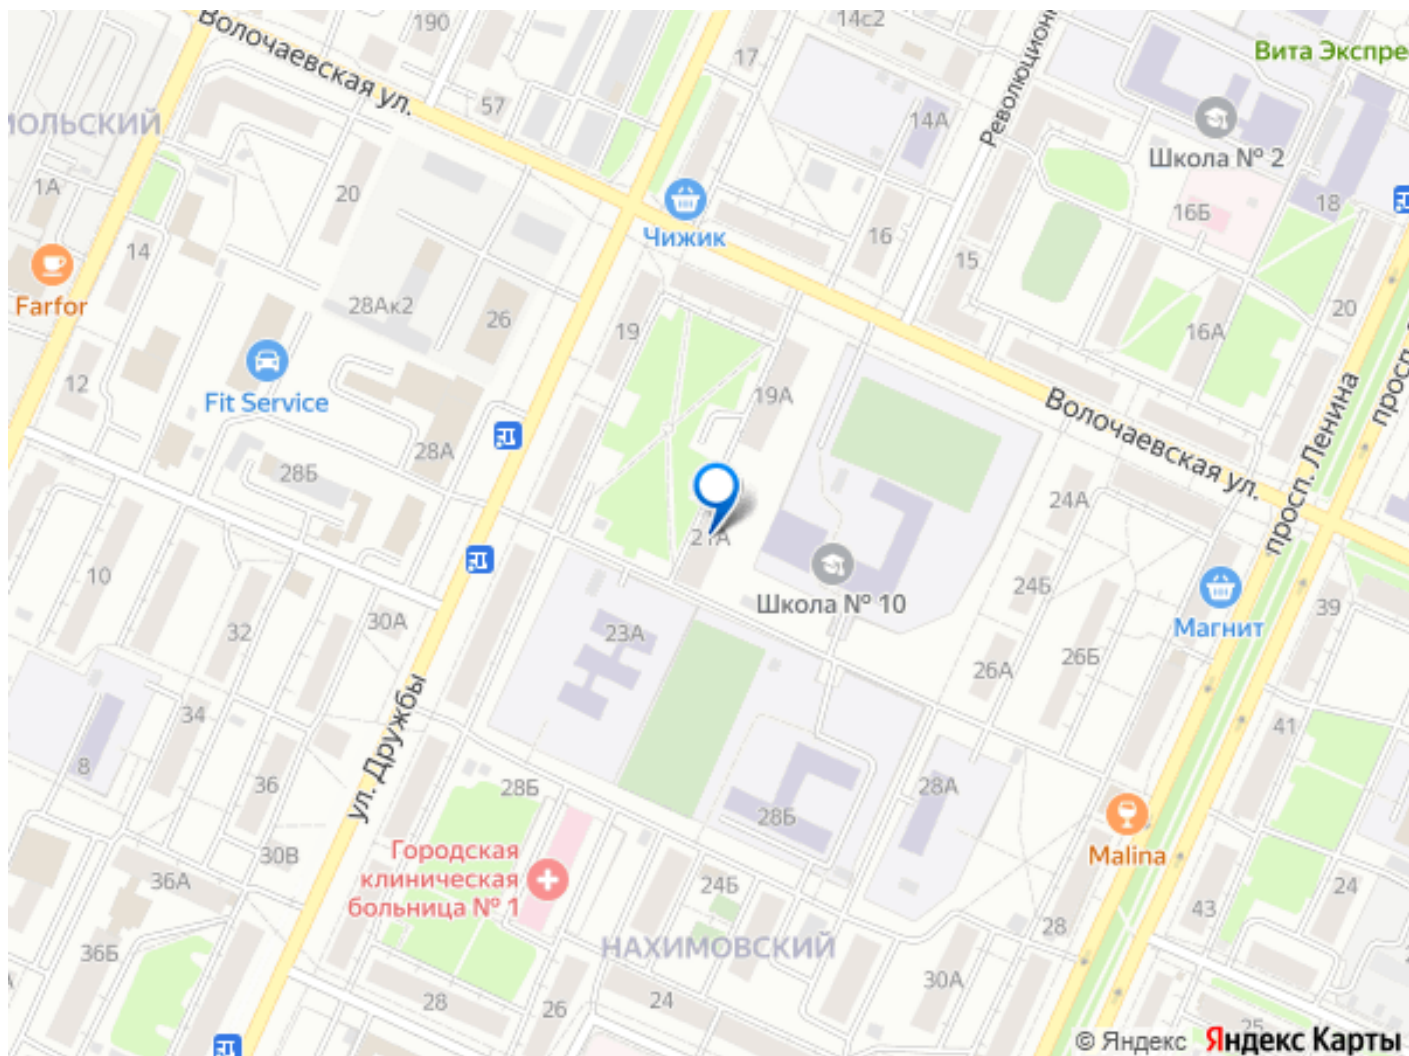 Волочаевская ул.
190
14с2
Революционн
Вита Экспре
17
57
14А
МОЛЬСКИЙ
Школа № 2
1А
20
16Б
18
Чижик
14
16
15
Farfor
28Ак2
26
19
16А
20
12
Fit Service
19А
просп. Ленина
просп.
Волочаевская ул.
28А
28Б
24А
21А
10
24Б
Школа № 10
39
30А
32
23А
Магнит
26А
26Б
34
ул. Дружбы
41
8
36
28Б
28А
28Б
30В
Malina
Городская
клиническая
больница № 1
36А
24Б
24
43
28
НАХИМОВСКИЙ
36Б
30А
28
26
24
25
© Яндекс Яндекс Карты